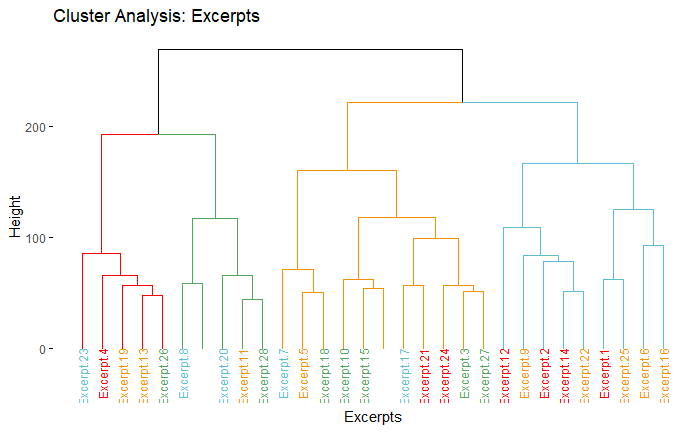 Cluster Analysis: Excerpts
Height
200
100
0
Excerpt.23
Excerpt.4
Excerpt.19
Excerpt.13
Excerpt.26
Excerpt.8
Excerpt.20
Excerpt.11
Excerpt.28
Excerpt.7
Excerpt.5
Excerpt.18
Excerpt.10
Excerpt.15
Excerpt.17
Excerpt.21
Excerpt.24
Excerpt.3
Excerpt.27
Excerpt.12
Excerpt.9
Excerpt.2
Excerpt.14
Excerpt.22
Excerpt.1
Excerpt.25
Excerpt.6
Excerpt.16
Excerpts